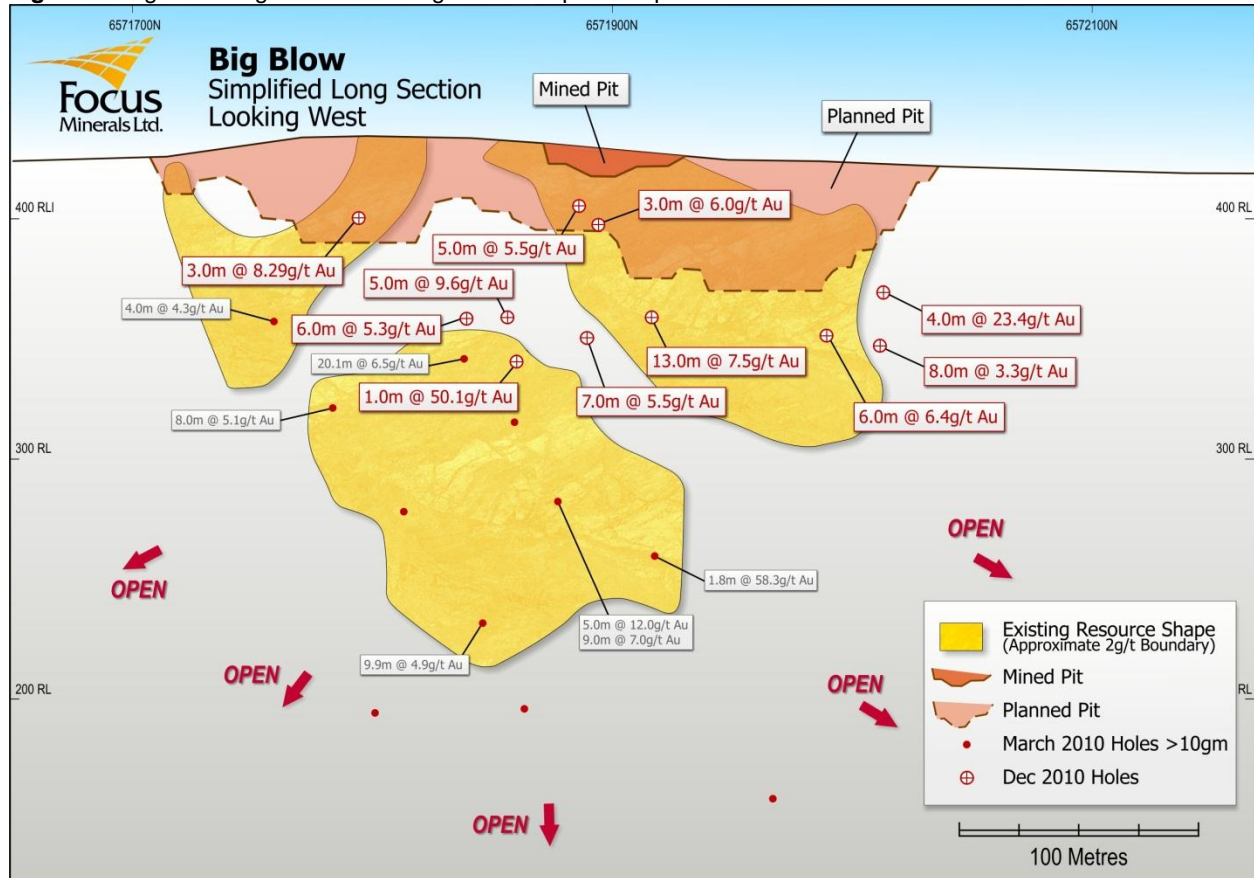 6571700N
6571900N
6572100N
Focus
Minerals Ltd.
Big Blow
Simplified Long Section
Looking West
Mined Pit
Planned Pit
400 RLI
400 RL
3.0m @ 6.0g/t Au
5.0m @ 5.5g/t Au
3.0m @ 8.29g/t Au
5.0m @ 9.6g/t Au
4.0m @ 4.3g/t Au
6.0m @ 5.3g/t Au
4.0m @ 23.4g/t Au
13.0m @ 7.5g/t Au
20.1m @ 6.5g/t Au
8.0m @ 3.3g/t Au
1.0m @ 50.1g/t Au
7.0m @ 5.5g/t Au
6.0m @ 6.4g/t Au
8.0m @ 5.1g/t Au
300 RL
300 RL
OPEN
OPEN
1.8m @ 58.3g/t Au
5.0m @ 12.0g/t Au
9.0m @ 7.0g/t Au
9.9m @ 4.9g/t Au
OPEN
OPEN
200 RL
RL
OPEN
Existing Resource Shape
(Approximate 2g/t Boundary)
Mined Pit
Planned Pit
March 2010 Holes >10gm
Dec 2010 Holes
100 Metres